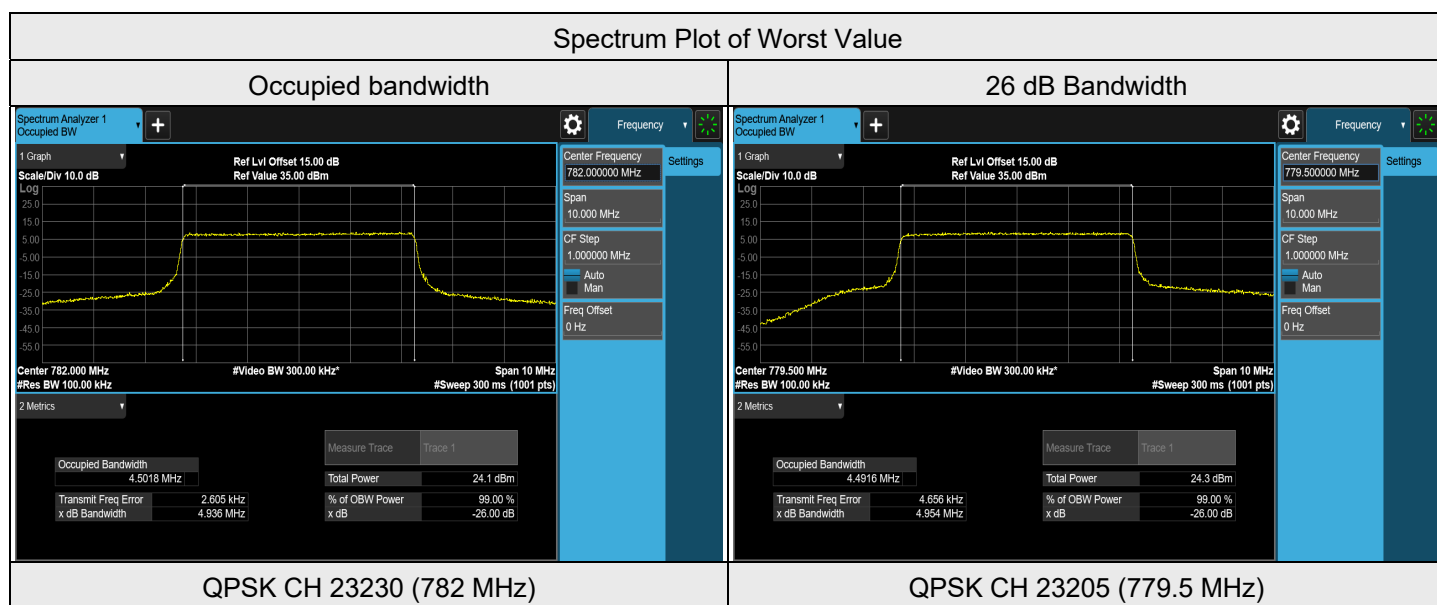 Spectrum Plot of Worst Value
Occupied bandwidth
26 dB Bandwidth
Spectrum Analyzer 1
Occupied BW
+
Frequency
1 Graph
Ref Lvl Offset 15.00 dB
Scale/Div 10.0 dB
Ref Value 35.00 dBm
Log
25.0
15.0
5.00
-5.00
-15.0
-25.0
-35.0
-45.0
-55.0
Center 782.000 MHz
#Video BW 300.00 kHz*
Span 10 MHz
#Res BW 100.00 kHz
#Sweep 300 ms (1001 pts)
Center Frequency
782.000000 MHz
Settings
Span
10.000 MHz
CF Step
1.000000 MHz
Auto
Man
Freq Offset
0 Hz
2 Metrics
Measure Trace Trace 1
Occupied Bandwidth
4.5018 MHz
Total Power 24.1 dBm
Transmit Freq Error 2.605 kHz
% of OBW Power 99.00 %
x dB Bandwidth 4.936 MHz
x dB -26.00 dB
Spectrum Analyzer 1
Occupied BW
+
Frequency
1 Graph
Ref Lvl Offset 15.00 dB
Scale/Div 10.0 dB
Ref Value 35.00 dBm
Log
25.0
15.0
5.00
-5.00
-15.0
-25.0
-35.0
-45.0
-55.0
Center 779.500 MHz
#Video BW 300.00 kHz*
Span 10 MHz
#Res BW 100.00 kHz
#Sweep 300 ms (1001 pts)
Center Frequency
779.500000 MHz
Settings
Span
10.000 MHz
CF Step
1.000000 MHz
Auto
Man
Freq Offset
0 Hz
2 Metrics
Measure Trace Trace 1
Occupied Bandwidth
4.4916 MHz
Total Power 24.3 dBm
Transmit Freq Error 4.656 kHz
% of OBW Power 99.00 %
x dB Bandwidth 4.954 MHz
x dB -26.00 dB
QPSK CH 23230 (782 MHz)
QPSK CH 23205 (779.5 MHz)